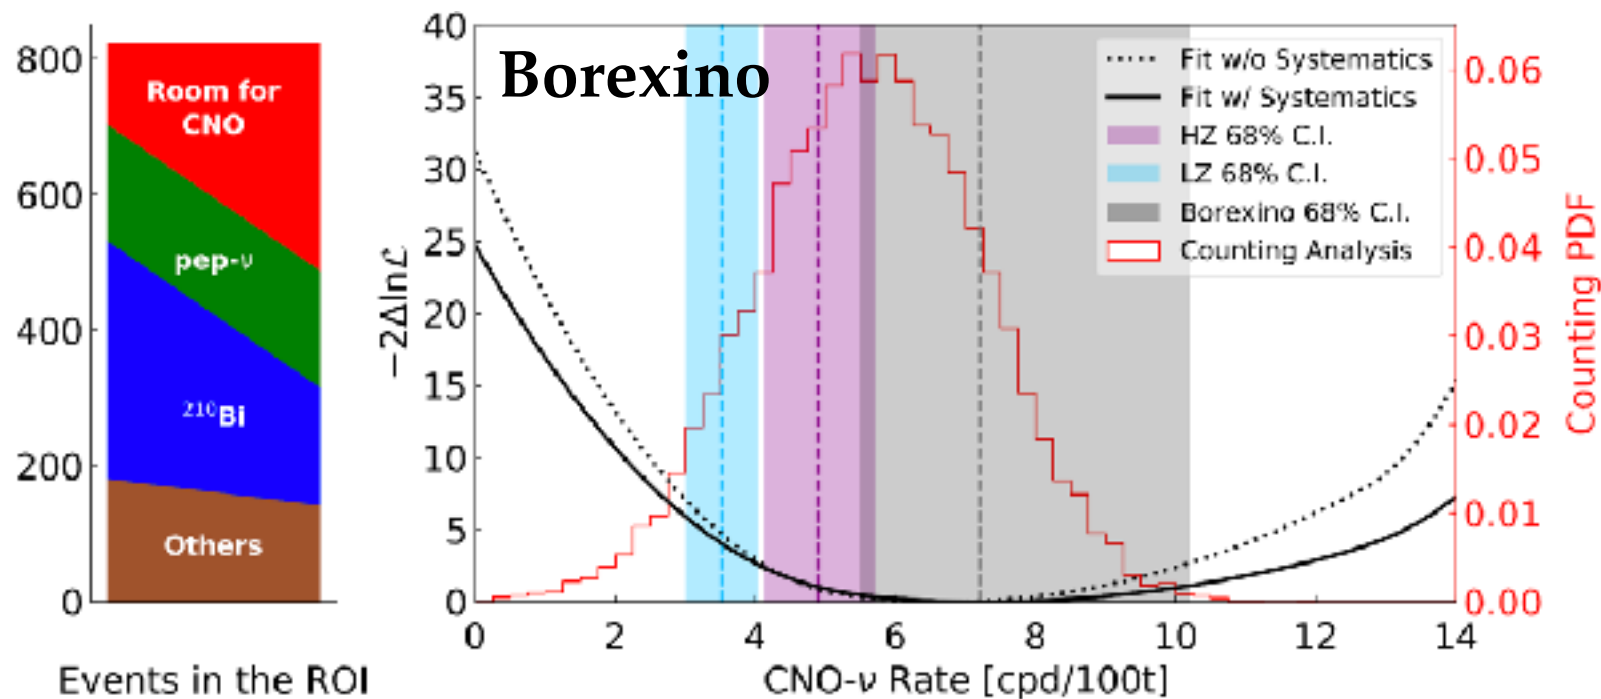 800
600
400
200
0
Room for
CNO
pep-ν
²¹⁰Bi
Others
Events in the ROI
Borexino
40
35
30
25
20
15
10
5
0
−2Δlnℒ
0 2 4 6 8 10 12 14
CNO-ν Rate [cpd/100t]
Fit w/o Systematics
Fit w/ Systematics
HZ 68% C.I.
LZ 68% C.I.
Borexino 68% C.I.
Counting Analysis
0.06
0.05
0.04
0.03
0.02
0.01
0.00
Counting PDF